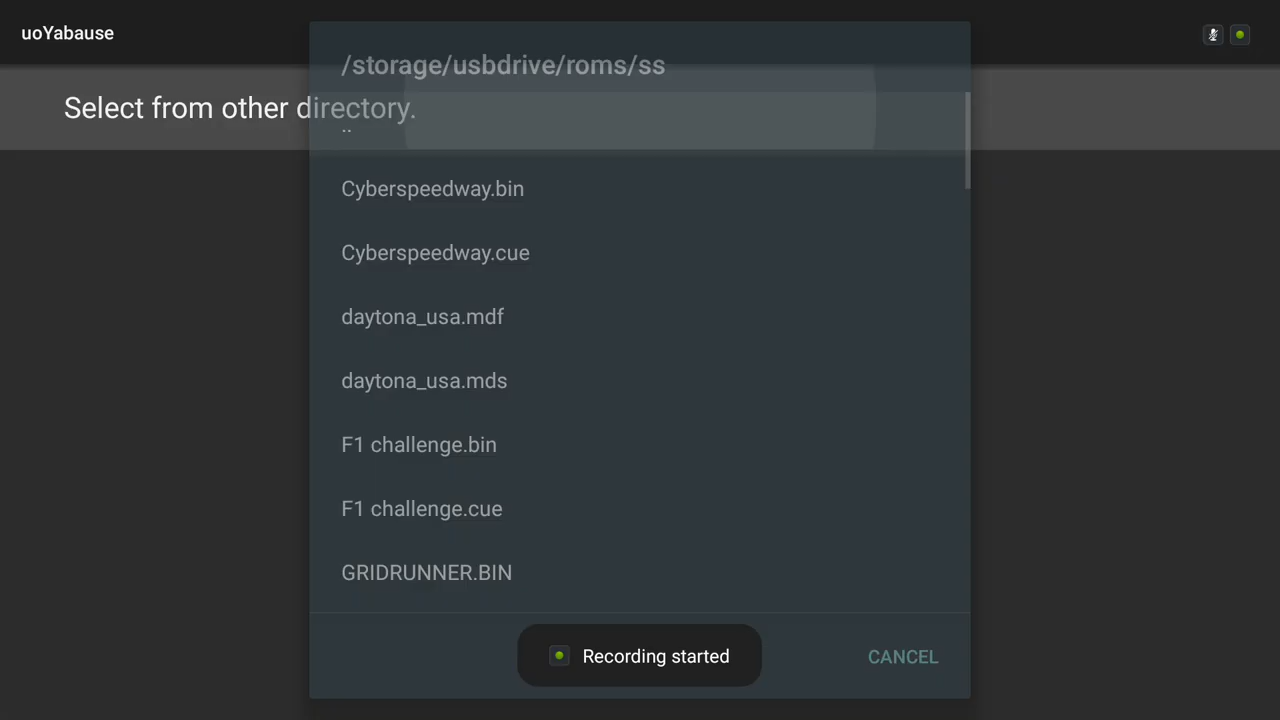 uoYabause
/storage/usbdrive/roms/ss
Select from other directory.
..
Cyberspeedway.bin
Cyberspeedway.cue
daytona_usa.mdf
daytona_usa.mds
F1 challenge.bin
F1 challenge.cue
GRIDRUNNER.BIN
Recording started
CANCEL